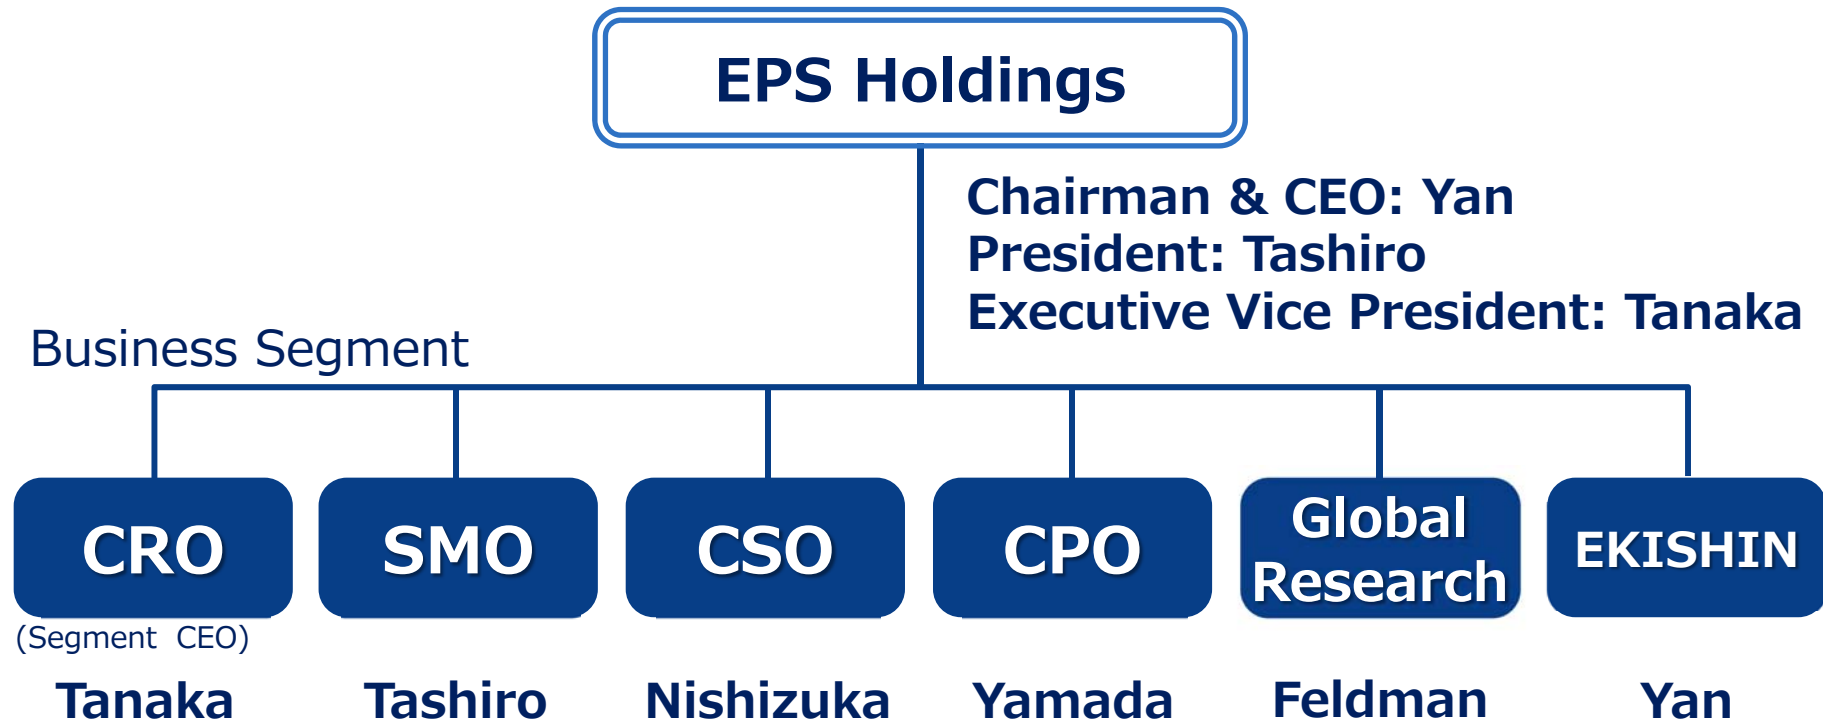 EPS Holdings
Chairman & CEO: Yan
President: Tashiro
Executive Vice President: Tanaka
Business Segment
CRO
SMO
CSO
CPO
Global
Research
EKISHIN
(Segment CEO)
Tanaka
Tashiro
Nishizuka
Yamada
Feldman
Yan